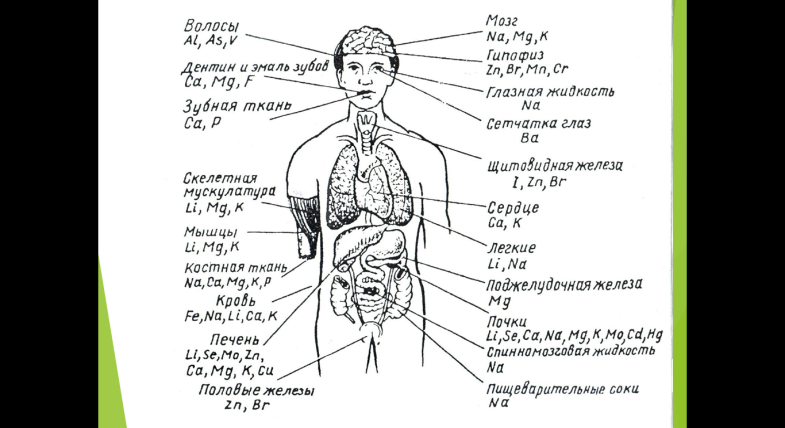 Волосы
Al, As, V
Дентин и эмаль зубов
Ca, Mg, F
Зубная ткань
Ca, P
Скелетная
мускулатура
Li, Mg, K
Мышцы
Li, Mg, K
Костная ткань
Na, Ca, Mg, K, P
Кровь
Fe, Na, Li, Ca, K
Печень
Li, Se, Mo, Zn,
Ca, Mg, K, Cu
Половые железы
Zn, Br
Мозг
Na, Mg, K
Гипофиз
Zn, Br, Mn, Cr
Глазная жидкость
Na
Сетчатка глаз
Ba
Щитовидная железа
I, Zn, Br
Сердце
Ca, K
Легкие
Li, Na
Поджелудочная железа
Mg
Почки
Li, Se, Ca, Na, Mg, K, Mo, Cd, Hg
Спинномозговая жидкость
Na
Пищеварительные соки
Na